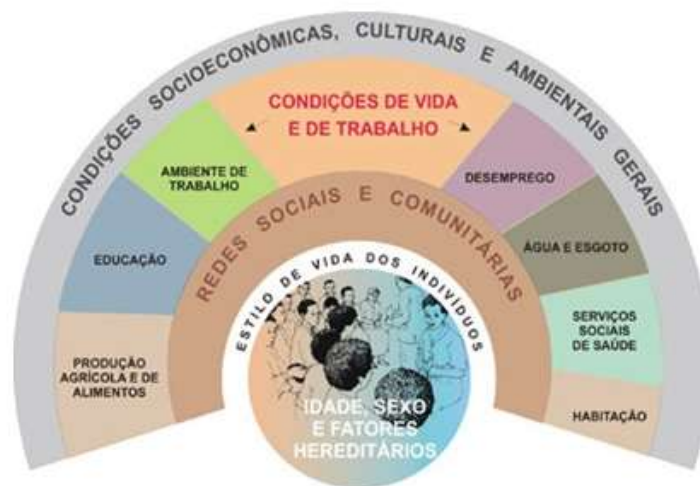 CONDIÇÕES SOCIOECONÔMICAS, CULTURAIS E AMBIENTAIS GERAIS
CONDIÇÕES DE VIDA
E DE TRABALHO
AMBIENTE DE
TRABALHO
DESEMPREGO
REDES SOCIAIS E COMUNITÁRIAS
EDUCAÇÃO
ÁGUA E ESGOTO
ESTILO DE VIDA DOS INDIVÍDUOS
PRODUÇÃO
AGRÍCOLA E DE
ALIMENTOS
SERVIÇOS
SOCIAIS
DE SAÚDE
HABITAÇÃO
IDADE, SEXO
E FATORES
HEREDITÁRIOS